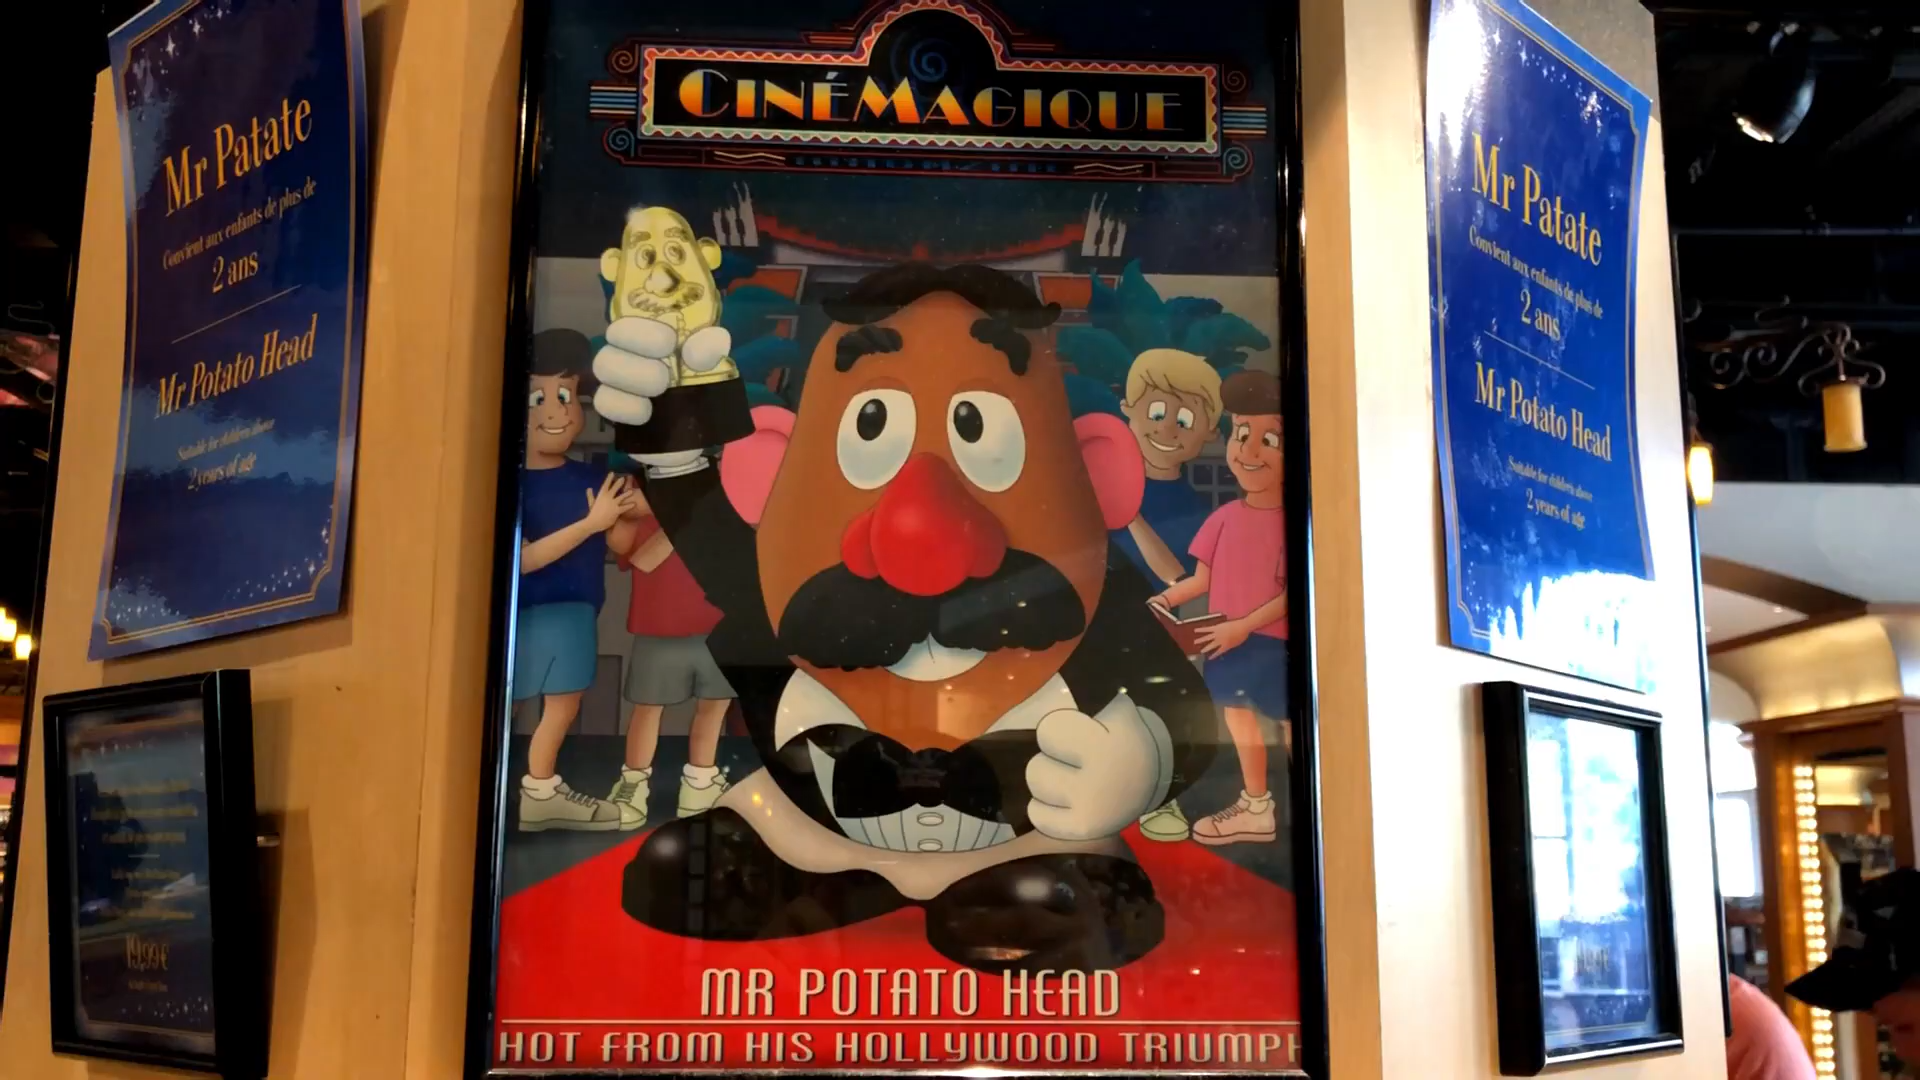 Mr Patate
Convient aux enfants de plus de
2 ans
Mr Potato Head
Suitable for children above
2 years of age
19,99€
CINÉMAGIQUE
MR POTATO HEAD
HOT FROM HIS HOLLYWOOD TRIUMPH
Mr Patate
Convient aux enfants de plus de
2 ans
Mr Potato Head
Suitable for children above
2 years of age